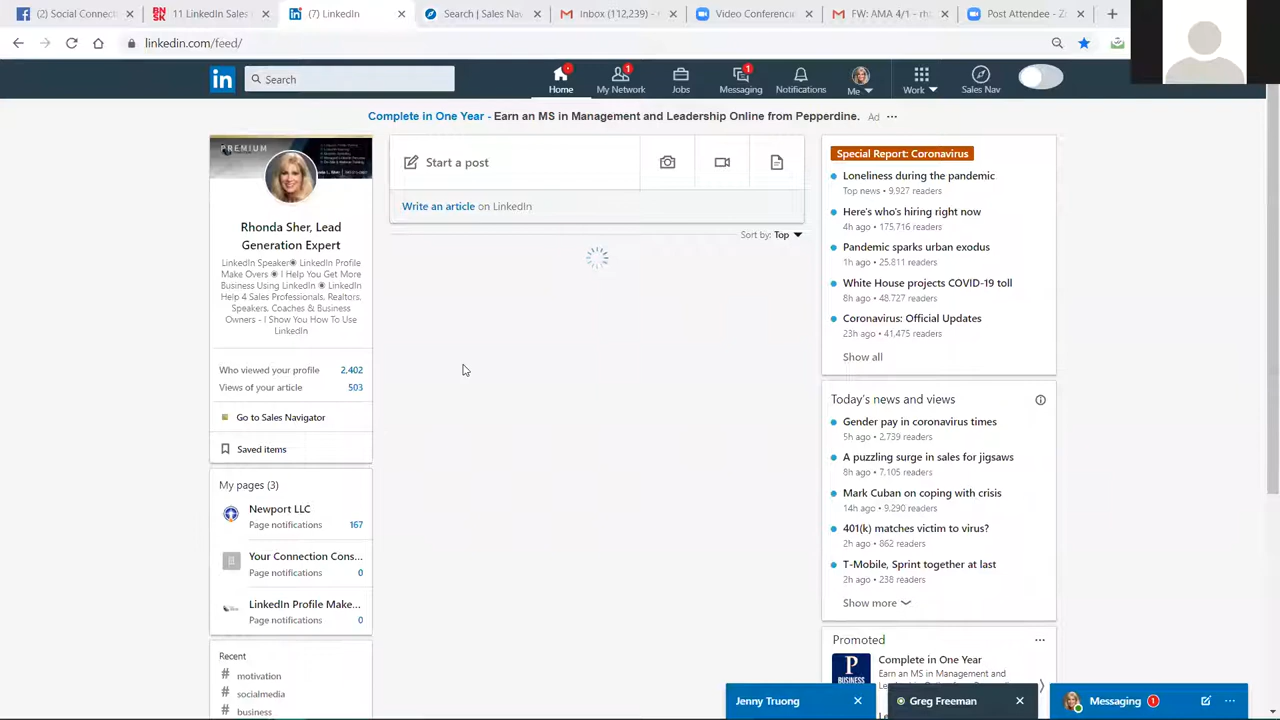 (2) Social Connec
11 LinkedIn Sales
(7) LinkedIn
Search | Sales Nav
Inbox (112,239) - r
Video Conferenci
FW: AMA 4/1 - rho
Post Attendee - Z
linkedin.com/feed/
Search
Home
My Network
Jobs
Messaging
Notifications
Me
Work
Sales Nav
1
1
Complete in One Year - Earn an MS in Management and Leadership Online from Pepperdine. Ad
PREMIUM
Rhonda Sher, Lead
Generation Expert
LinkedIn Speaker◉ LinkedIn Profile
Make Overs ◉ I Help You Get More
Business Using LinkedIn ◉ LinkedIn
Help 4 Sales Professionals, Realtors,
Speakers, Coaches & Business
Owners - I Show You How To Use
LinkedIn
Who viewed your profile 2,402
Views of your article 503
Go to Sales Navigator
Saved items
My pages (3)
Newport LLC
Page notifications 167
Your Connection Cons...
Page notifications 0
LinkedIn Profile Make...
Page notifications 0
Recent
# motivation
# socialmedia
# business
Start a post
Write an article on LinkedIn
Sort by: Top
Special Report: Coronavirus
Loneliness during the pandemic
Top news • 9,927 readers
Here's who's hiring right now
4h ago • 175,716 readers
Pandemic sparks urban exodus
1h ago • 25,811 readers
White House projects COVID-19 toll
8h ago • 48,727 readers
Coronavirus: Official Updates
23h ago • 41,475 readers
Show all
Today's news and views
Gender pay in coronavirus times
5h ago • 2,739 readers
A puzzling surge in sales for jigsaws
8h ago • 7,105 readers
Mark Cuban on coping with crisis
14h ago • 9,290 readers
401(k) matches victim to virus?
2h ago • 862 readers
T-Mobile, Sprint together at last
2h ago • 238 readers
Show more
Promoted
Complete in One Year
Earn an MS in Management
P
BUSINESS
Jenny Truong
Greg Freeman
Messaging 1